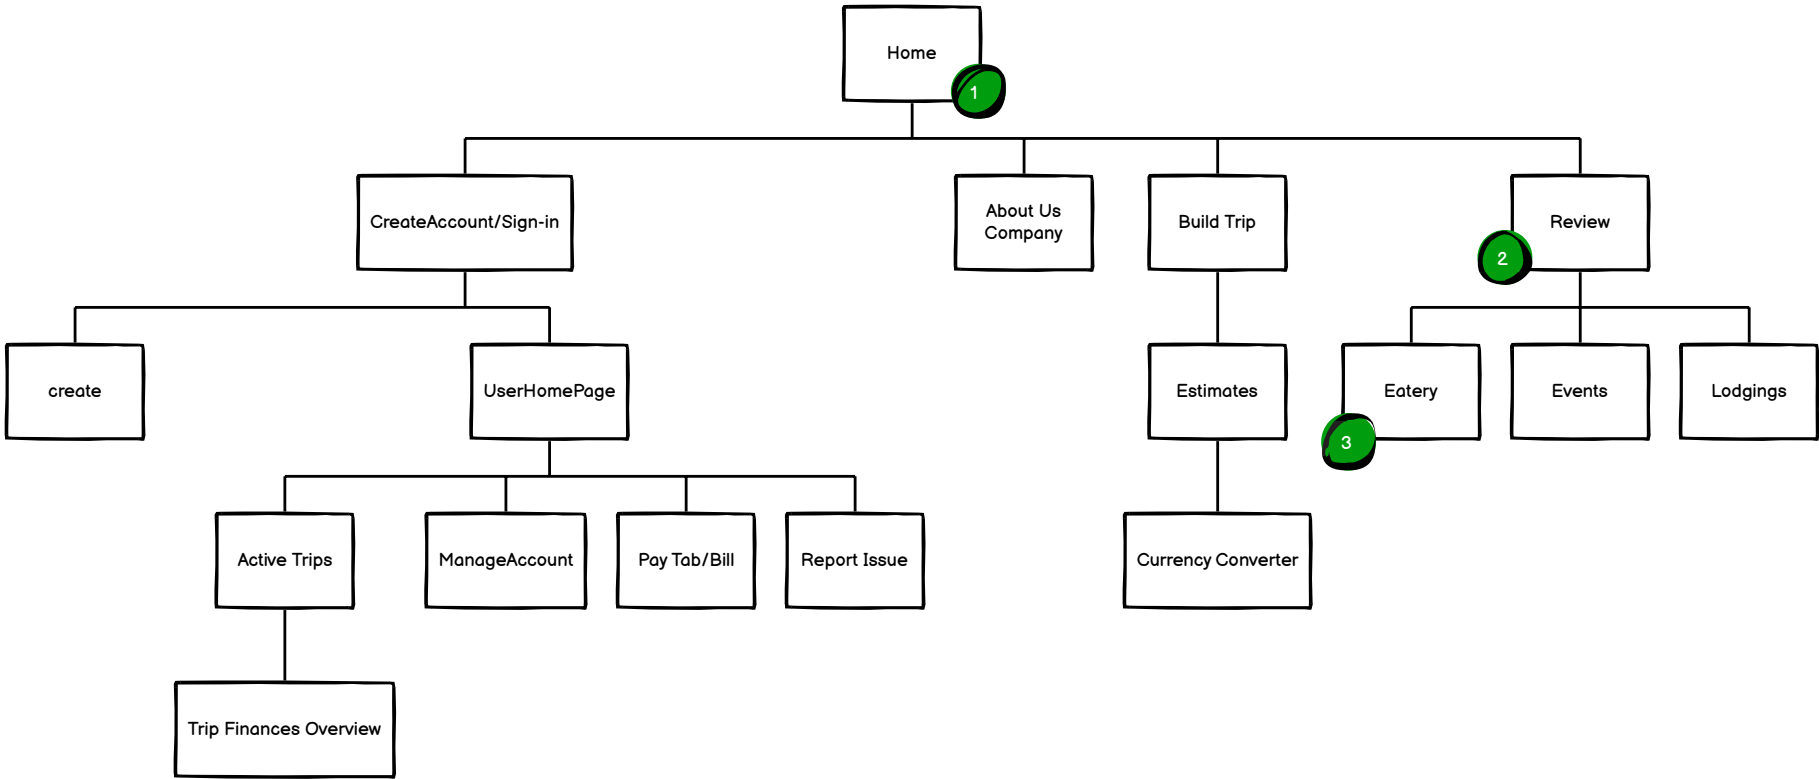 Home
1
CreateAccount/Sign-in
About Us
Company
Build Trip
Review
2
create
UserHomePage
Estimates
Eatery
Events
Lodgings
3
Active Trips
ManageAccount
Pay Tab/Bill
Report Issue
Currency Converter
Trip Finances Overview